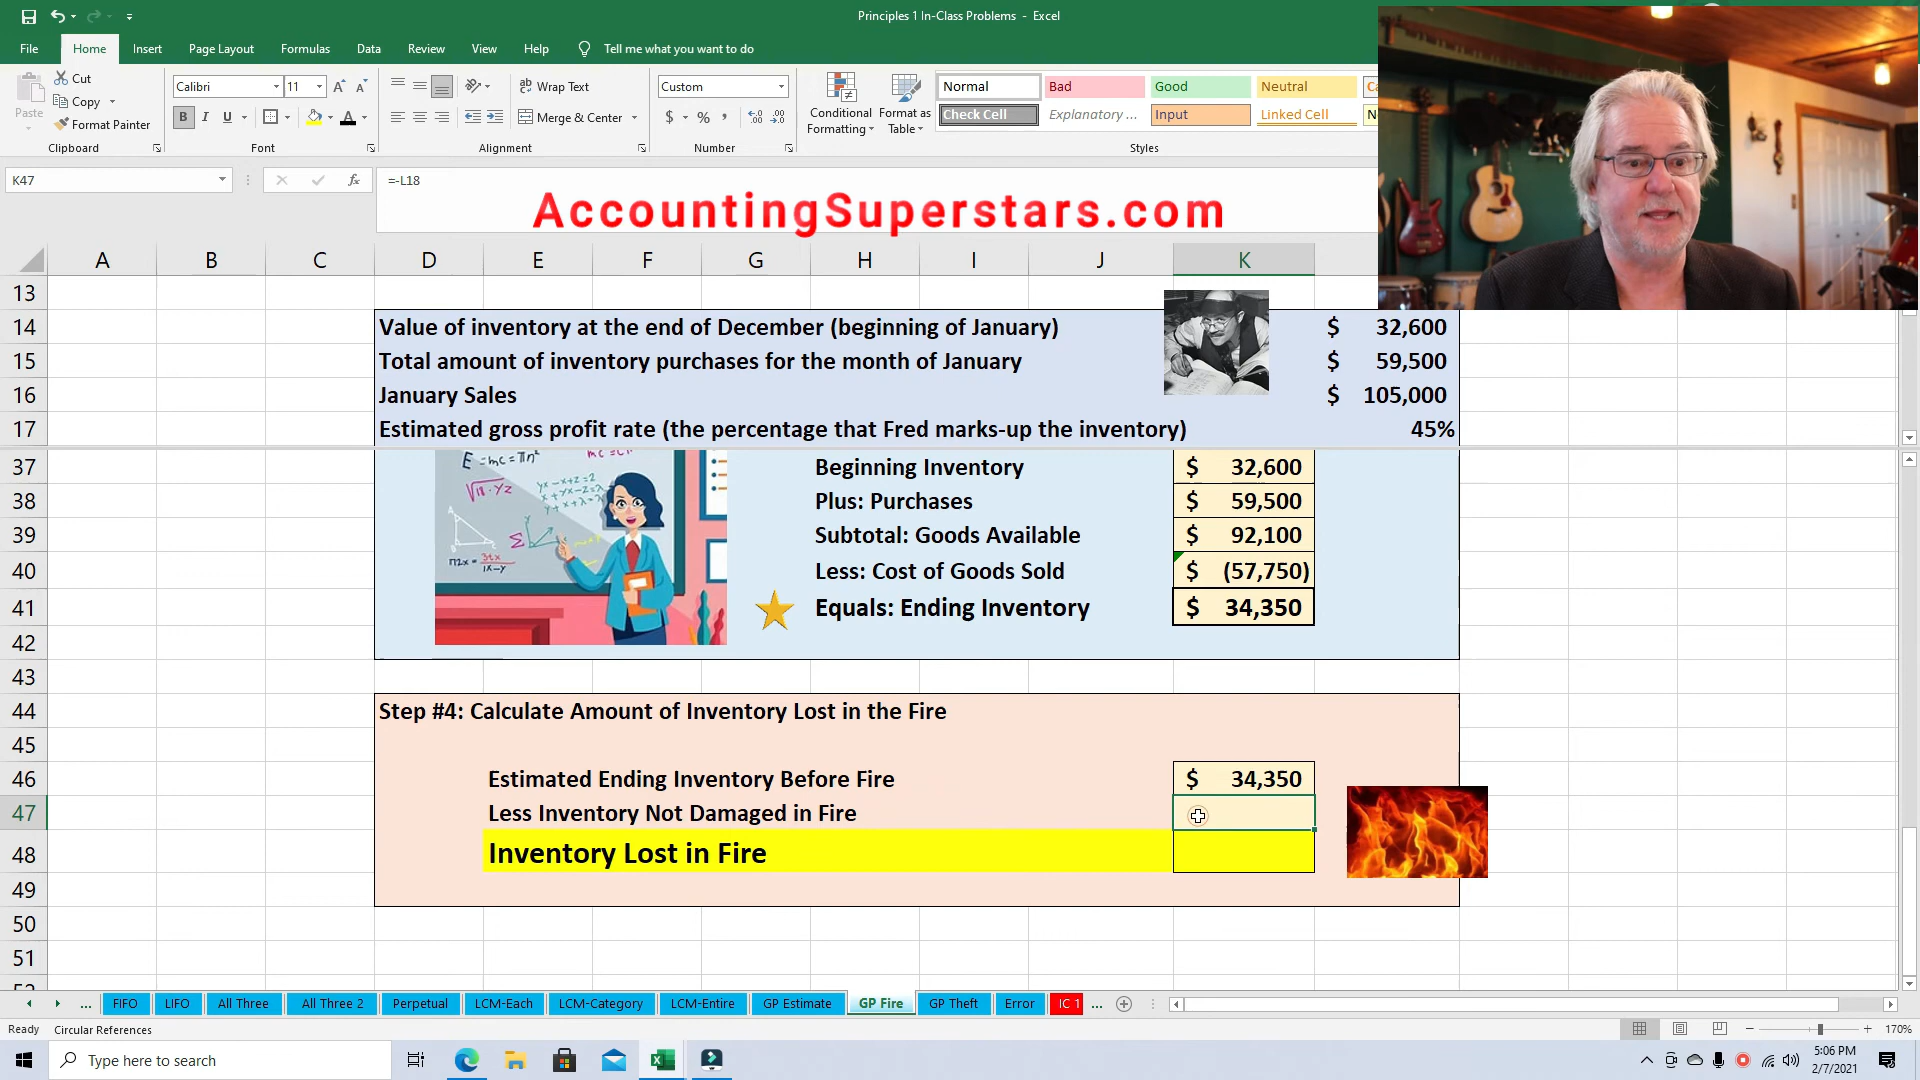 Principles 1 In-Class Problems - Excel
File Home Insert Page Layout Formulas Data Review View Help Tell me what you want to do
Paste
Cut
Copy
Format Painter
Clipboard
Calibri 11
B I U
Font
Wrap Text
Merge & Center
Alignment
Custom
$ % ,
Number
Conditional Formatting
Format as Table
Normal Bad Good Neutral
Check Cell Explanatory ... Input Linked Cell
Styles
K47 fx =-L18
AccountingSuperstars.com
A B C D E F G H I J K
13
14 Value of inventory at the end of December (beginning of January) $ 32,600
15 Total amount of inventory purchases for the month of January $ 59,500
16 January Sales $ 105,000
17 Estimated gross profit rate (the percentage that Fred marks-up the inventory) 45%
37 Beginning Inventory $ 32,600
38 Plus: Purchases $ 59,500
39 Subtotal: Goods Available $ 92,100
40 Less: Cost of Goods Sold $ (57,750)
41 Equals: Ending Inventory $ 34,350
42
43
44 Step #4: Calculate Amount of Inventory Lost in the Fire
45
46 Estimated Ending Inventory Before Fire $ 34,350
47 Less Inventory Not Damaged in Fire
48 Inventory Lost in Fire
49
50
51
... FIFO LIFO All Three All Three 2 Perpetual LCM-Each LCM-Category LCM-Entire GP Estimate GP Fire GP Theft Error IC 1 ...
Ready Circular References 170%
Type here to search
5:06 PM
2/7/2021